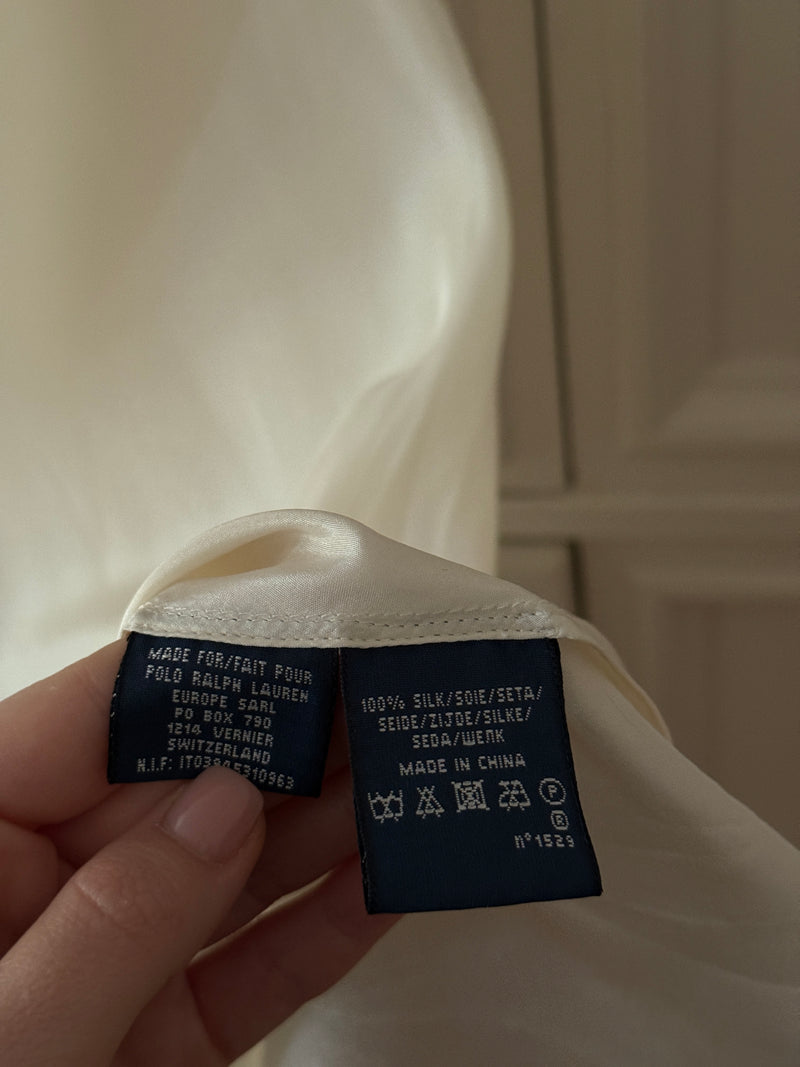 MADE FOR/FAIT POUR
POLO RALPH LAUREN
EUROPE SARL
PO BOX 790
1214 VERNIER
SWITZERLAND
N.I.F:
100% SILK/SOIE/SETA/
SEIDE/ZIJDE/SILKE/
SEDA/ШЕЛК
MADE IN CHINA
P
R
n°1529